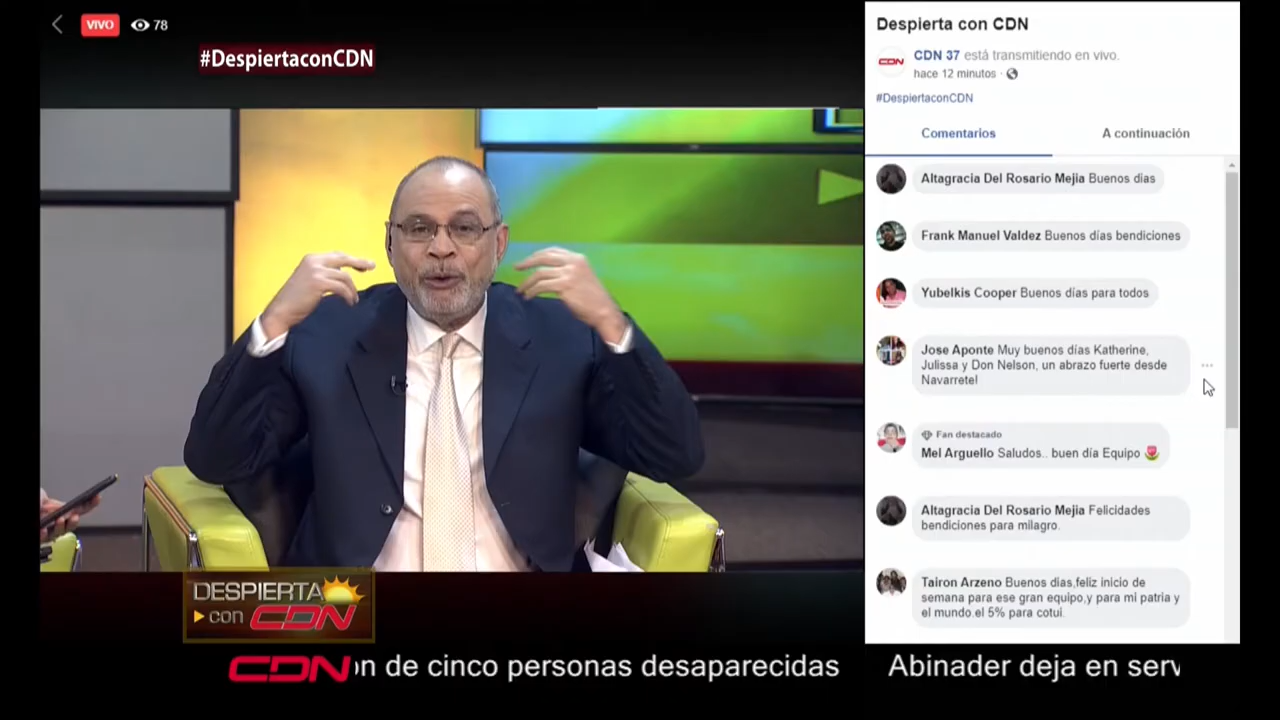 VIVO 78
#DespiertaconCDN
Despierta con CDN
CDN 37 está transmitiendo en vivo.
hace 12 minutos ·
#DespiertaconCDN
Comentarios A continuación
Altagracia Del Rosario Mejia Buenos dias
Frank Manuel Valdez Buenos días bendiciones
Yubelkis Cooper Buenos días para todos
Jose Aponte Muy buenos días Katherine,
Julissa y Don Nelson, un abrazo fuerte desde
Navarrete!
Fan destacado
Mel Arguello Saludos.. buen día Equipo
Altagracia Del Rosario Mejia Felicidades
bendiciones para milagro.
Tairon Arzeno Buenos dias,feliz inicio de
semana para ese gran equipo,y para mi patria y
el mundo.el 5% para cotui.
DESPIERTA
con CDN
CDN de cinco personas desaparecidas Abinader deja en